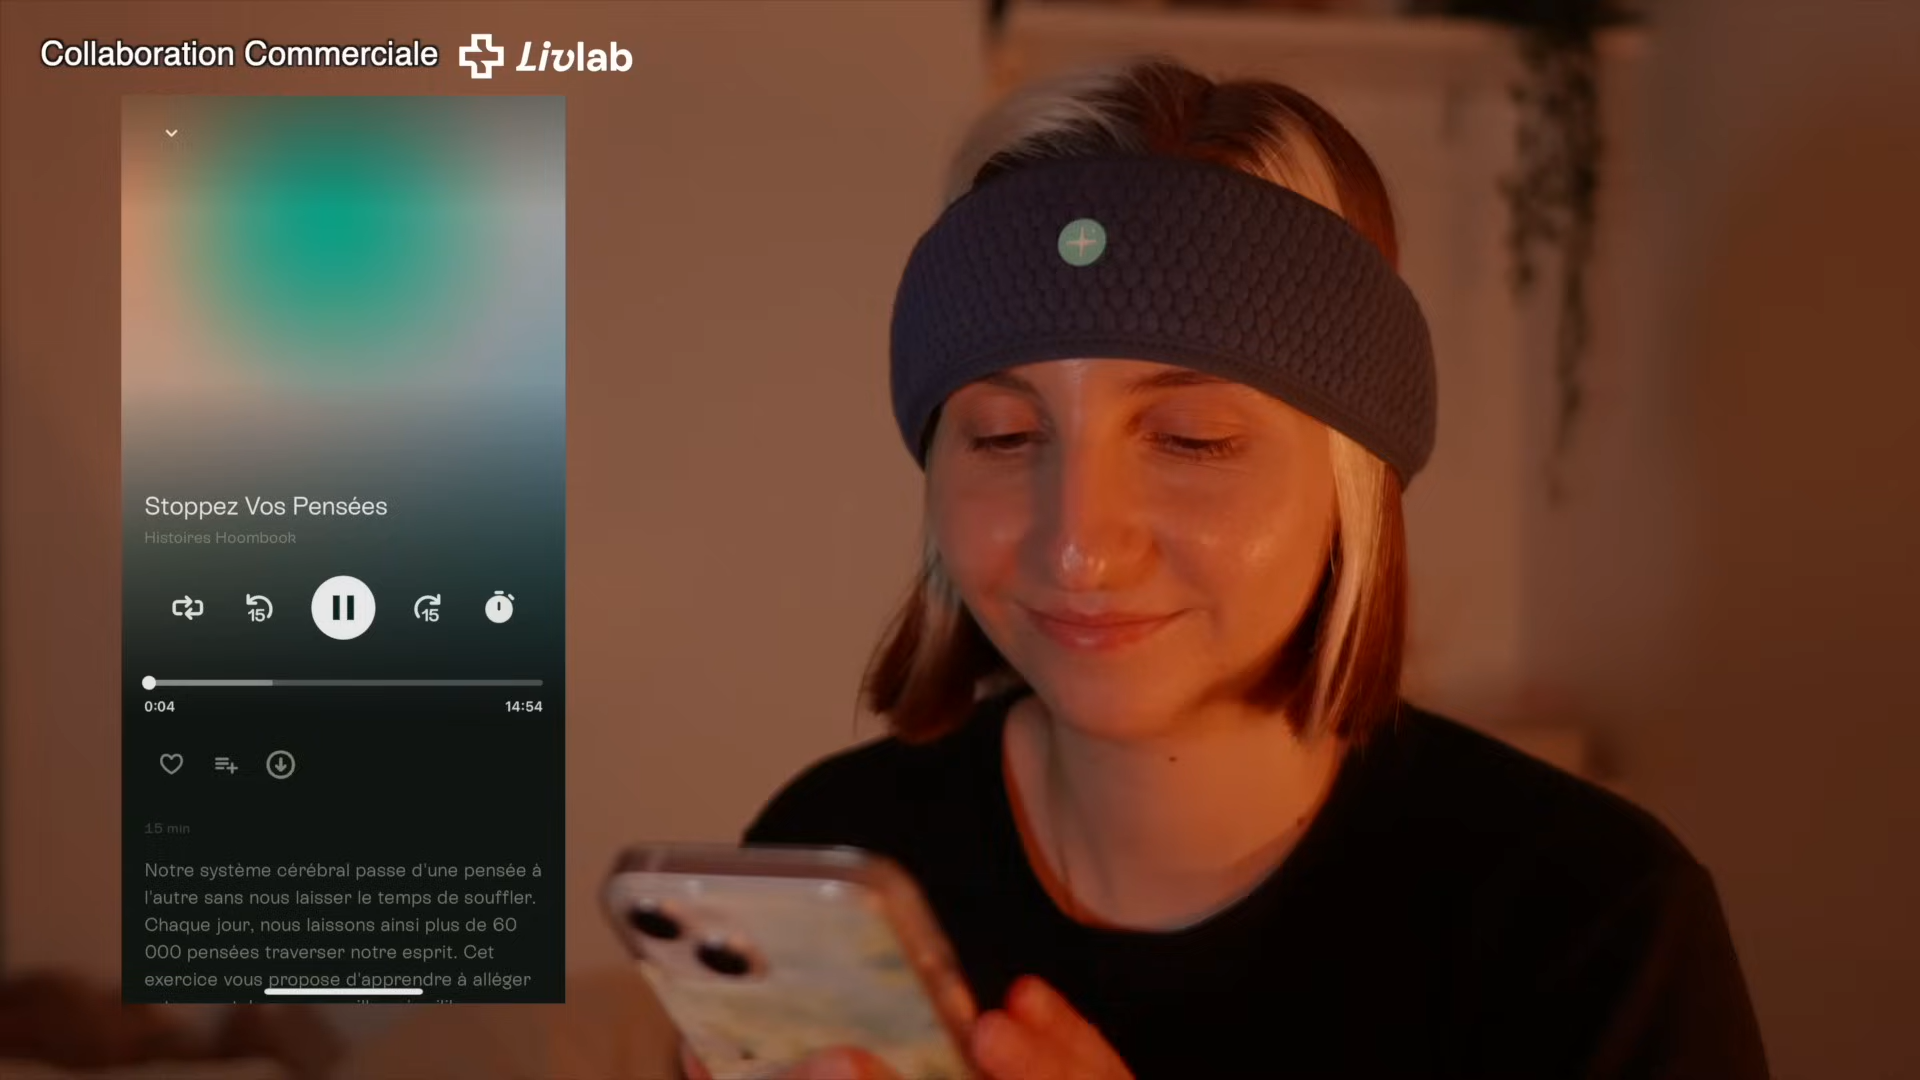 Collaboration Commerciale Livlab
Stoppez Vos Pensées
Histoires Hoombook
15
15
0:04
14:54
15 min
Notre système cérébral passe d'une pensée à
l'autre sans nous laisser le temps de souffler.
Chaque jour, nous laissons ainsi plus de 60
000 pensées traverser notre esprit. Cet
exercice vous propose d'apprendre à alléger